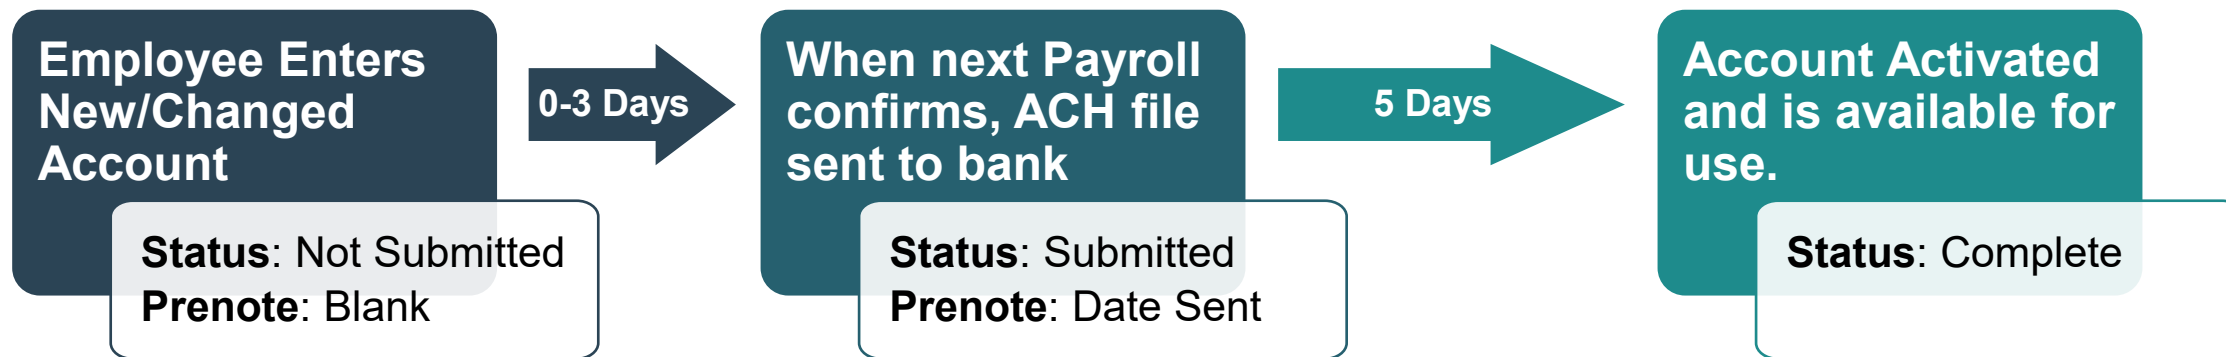 Employee Enters
New/Changed
Account
Status: Not Submitted
Prenote: Blank
0-3 Days
When next Payroll
confirms, ACH file
sent to bank
Status: Submitted
Prenote: Date Sent
5 Days
Account Activated
and is available for
use.
Status: Complete